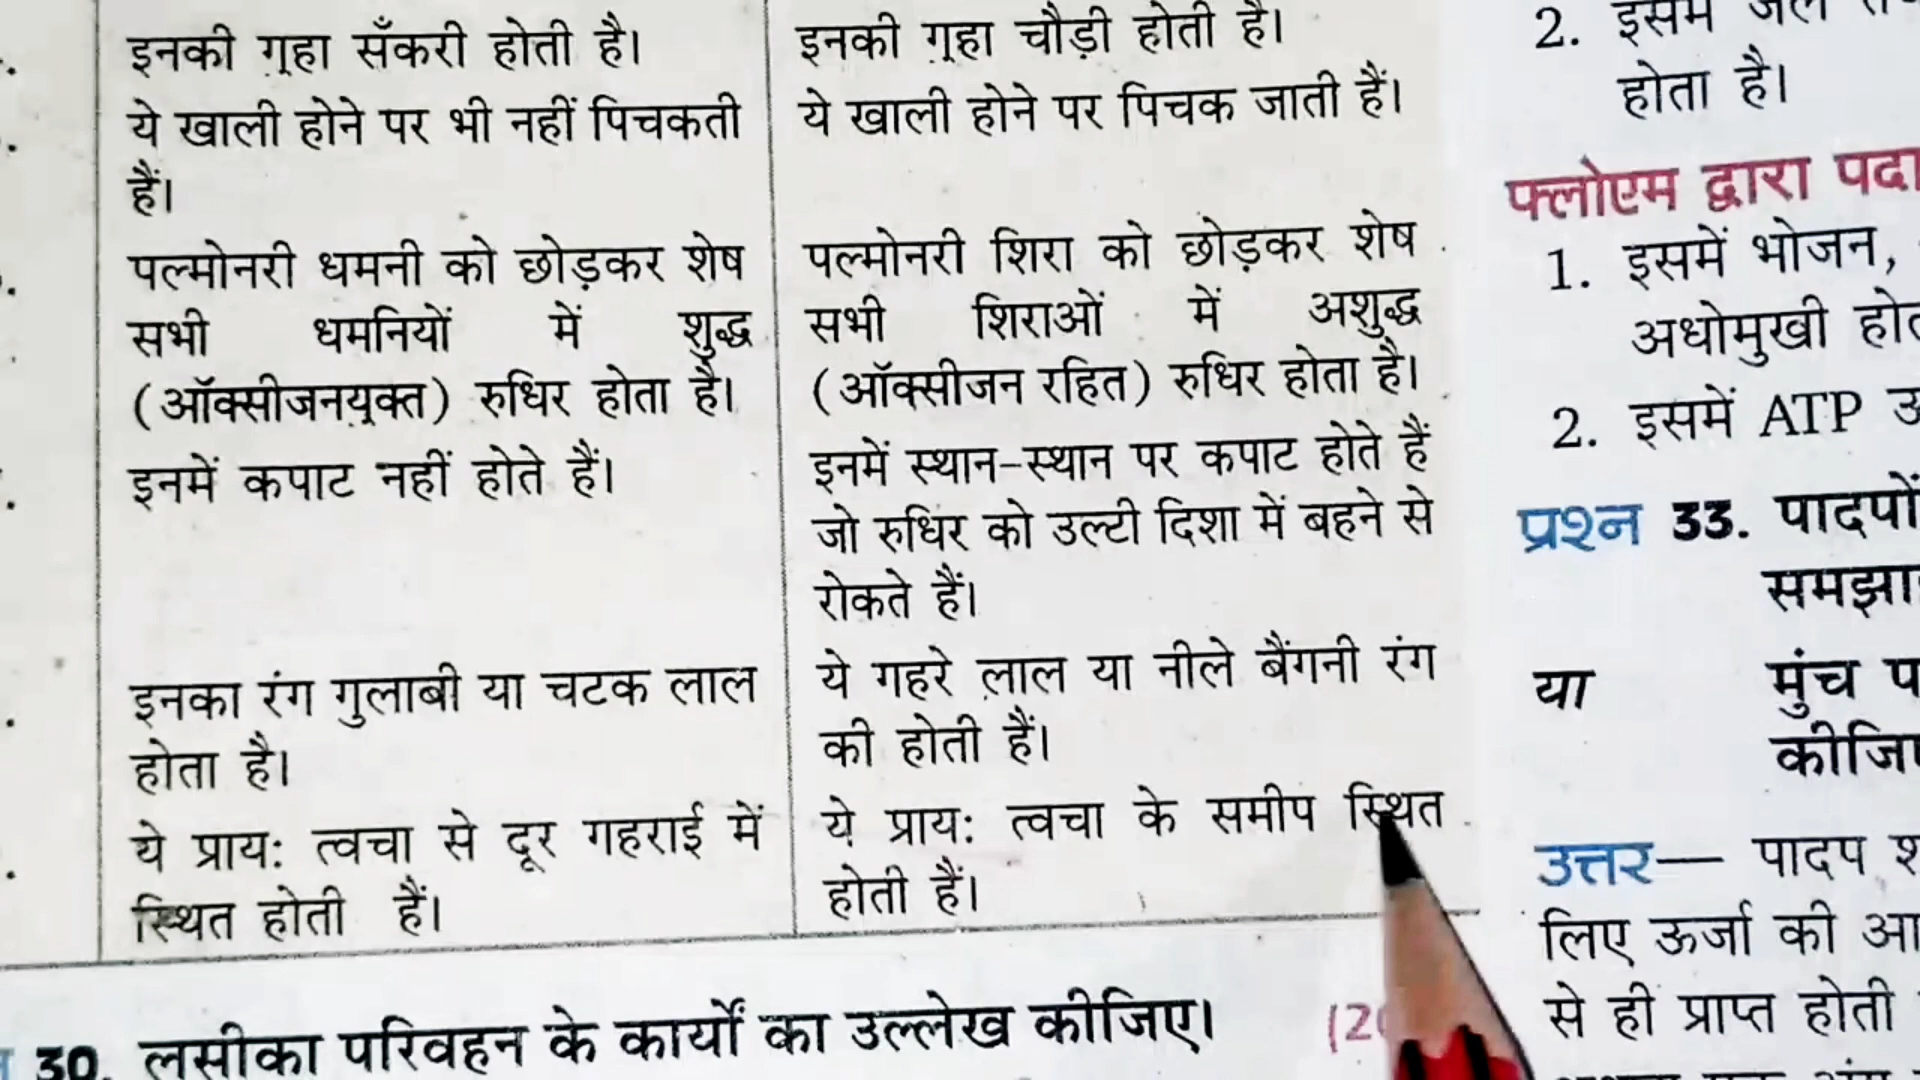 इनकी गुहा सँकरी होती है।
ये खाली होने पर भी नहीं पिचकती
हैं।
पल्मोनरी धमनी को छोड़कर शेष
सभी धमनियों में शुद्ध
(ऑक्सीजनयुक्त) रुधिर होता है।
इनमें कपाट नहीं होते हैं।
इनका रंग गुलाबी या चटक लाल
होता है।
ये प्राय: त्वचा से दूर गहराई में
स्थित होती हैं।
इनकी गुहा चौड़ी होती है।
ये खाली होने पर पिचक जाती हैं।
पल्मोनरी शिरा को छोड़कर शेष
सभी शिराओं में अशुद्ध
(ऑक्सीजन रहित) रुधिर होता है।
इनमें स्थान-स्थान पर कपाट होते हैं
जो रुधिर को उल्टी दिशा में बहने से
रोकते हैं।
ये गहरे लाल या नीले बैंगनी रंग
की होती हैं।
ये प्राय: त्वचा के समीप स्थित
होती हैं।
30. लसीका परिवहन के कार्यों का उल्लेख कीजिए।
2. इसमें जल
होता है।
फ्लोएम द्वारा
1. इसमें भोजन,
अधोमुखी
2. इसमें ATP
प्रश्न 33. पादपों
या मुंच
उत्तर— पादप
लिए ऊर्जा की
से ही प्राप्त होती